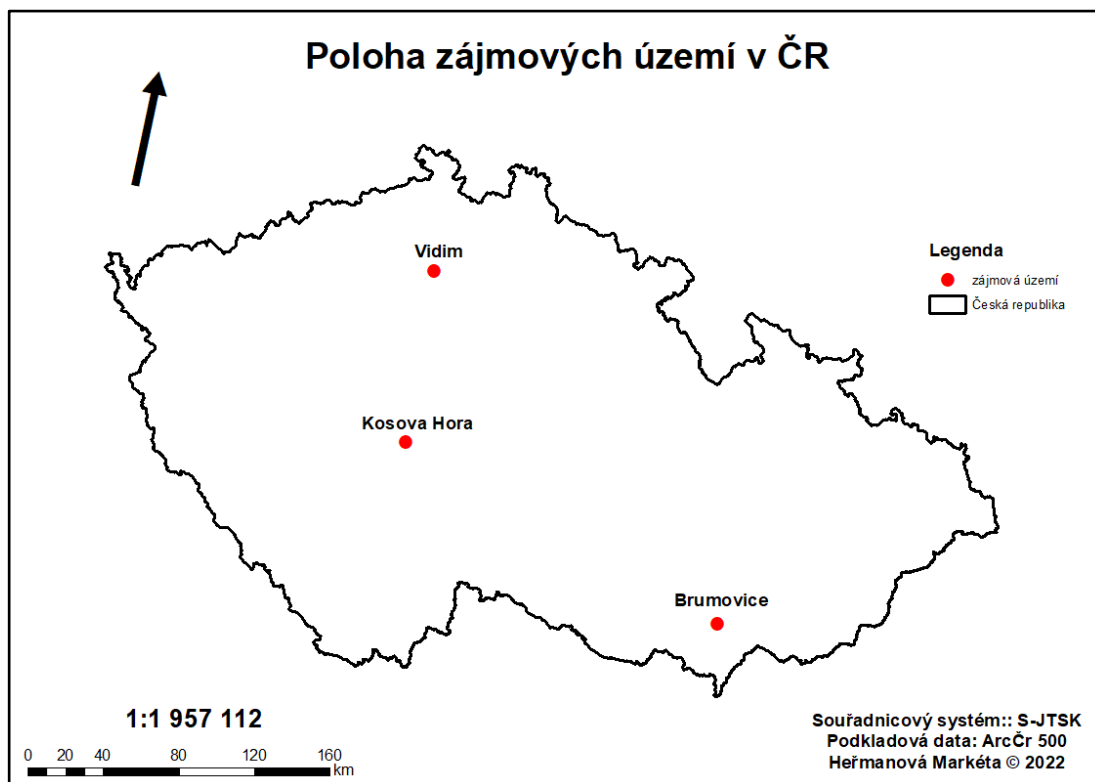 Poloha zájmových území v ČR
Vidim
Legenda
zájmová území
Česká republika
Kosova Hora
Brumovice
1:1 957 112
0 20 40 80 120 160
km
Souřadnicový systém:: S-JTSK
Podkladová data: ArcČr 500
Heřmanová Markéta © 2022